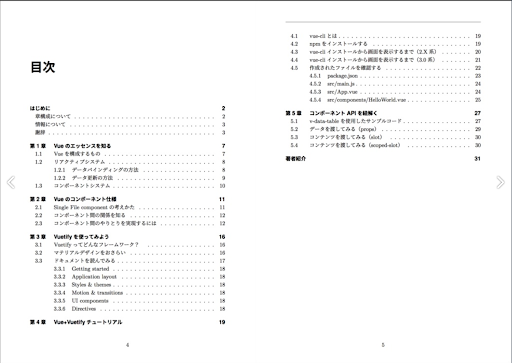 目次
はじめに 2
章構成について 2
情報について 3
謝辞 3
第1章 Vue のエッセンスを知る 7
1.1 Vue を構成するもの 7
1.2 リアクティブシステム 8
1.2.1 データバインディングの方法 8
1.2.2 データ更新の方法 9
1.3 コンポーネントシステム 10
第2章 Vue のコンポーネント仕様 11
2.1 Single File component の考えかた 11
2.2 コンポーネント間の関係を知る 12
2.3 コンポーネント間のやりとりを実現するには 12
第3章 Vuetify を使ってみよう 16
3.1 Vuetify ってどんなフレームワーク? 16
3.2 マテリアルデザインをおさらい 16
3.3 ドキュメントを読んでみる 17
3.3.1 Getting started 18
3.3.2 Application layout 18
3.3.3 Styles & themes 18
3.3.4 Motion & transitions 18
3.3.5 UI components 18
3.3.6 Directives 18
第4章 Vue+Vuetify チュートリアル 19
4
4.1 vue-cli とは 19
4.2 npm をインストールする 19
4.3 vue-cli インストールから画面を表示するまで (2.X 系) 20
4.4 vue-cli インストールから画面を表示するまで (3.0 系) 21
4.5 作成されたファイルを確認する 22
4.5.1 package.json 23
4.5.2 src/main.js 24
4.5.3 src/App.vue 24
4.5.4 src/components/HelloWorld.vue 25
第5章 コンポーネント API を紐解く 27
5.1 v-data-table を使用したサンプルコード 27
5.2 データを渡してみる (props) 29
5.3 コンテンツを渡してみる (slot) 30
5.4 コンテンツを渡してみる (scoped-slot) 30
著者紹介 31
5